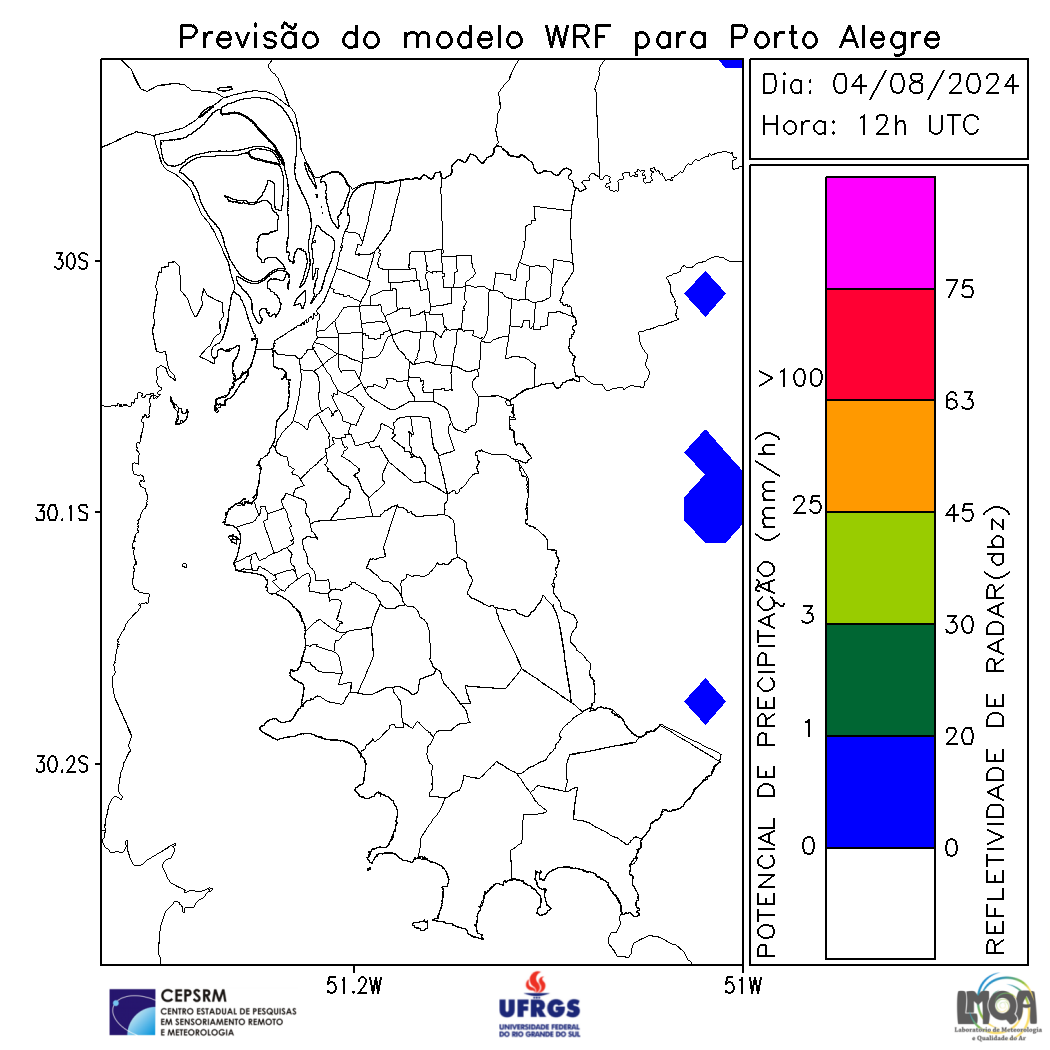 Previsão do modelo WRF para Porto Alegre
Dia: 04/08/2024
Hora: 12h UTC
30S
30.1S
30.2S
51.2W
51W
POTENCIAL DE PRECIPITAÇÃO (mm/h)
>100
25
3
1
0
75
63
45
30
20
0
REFLETIVIDADE DE RADAR(dbz)
CEPSRM
CENTRO ESTADUAL DE PESQUISAS
EM SENSORIAMENTO REMOTO
E METEOROLOGIA
UFRGS
UNIVERSIDADE FEDERAL
DO RIO GRANDE DO SUL
LMQA
Laboratório de Meteorologia
e Qualidade do Ar